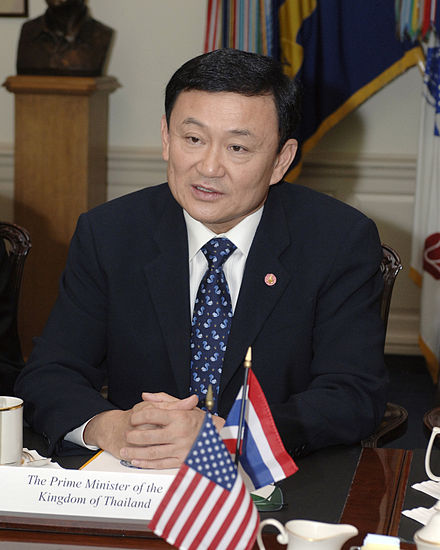 The Prime Minister of the
Kingdom of Thailand